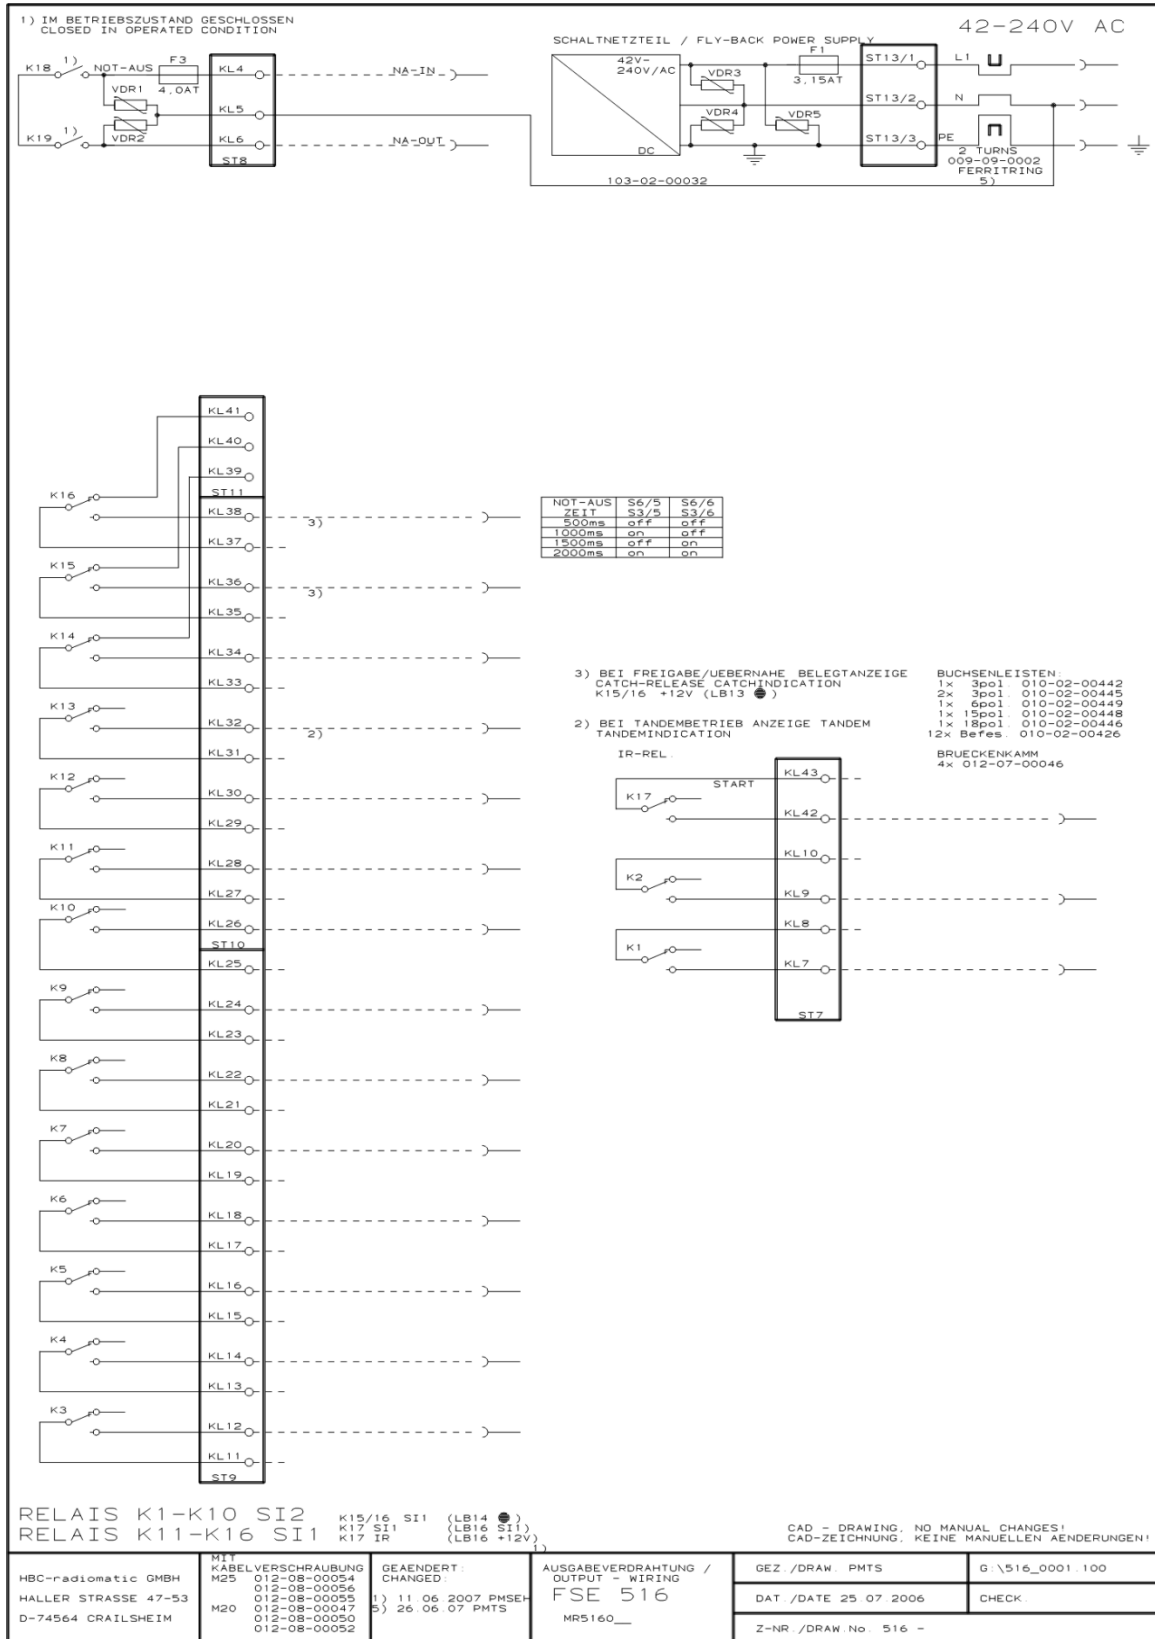 1) IM BETRIEBSZUSTAND GESCHLOSSEN
CLOSED IN OPERATED CONDITION
42-240V AC
K18 1) NOT-AUS F3 4,0AT KL4 NA-IN
VDR1
KL5
VDR2
K19 1) KL6 NA-OUT
ST8
SCHALTNETZTEIL / FLY-BACK POWER SUPPLY
42V-
240V/AC
DC
VDR3
VDR4
VDR5
F1
3,15AT
ST13/1 L1
ST13/2 N
ST13/3 PE
2 TURNS
009-09-0002
FERRITRING
5)
103-02-00032
KL41
KL40
KL39
ST11
K16
KL38 3)
KL37
K15
KL36 3)
KL35
K14
KL34
KL33
K13
KL32 2)
KL31
K12
KL30
KL29
K11
KL28
KL27
K10
KL26
ST10
KL25
K9
KL24
KL23
K8
KL22
KL21
K7
KL20
KL19
K6
KL18
KL17
K5
KL16
KL15
K4
KL14
KL13
K3
KL12
KL11
ST9
NOT-AUS S6/5 S6/6
ZEIT S3/5 S3/6
500ms off off
1000ms on off
1500ms off on
2000ms on on
3) BEI FREIGABE/UEBERNAHE BELEGTANZEIGE
CATCH-RELEASE CATCHINDICATION
K15/16 +12V (LB13 )
2) BEI TANDEMBETRIEB ANZEIGE TANDEM
TANDEMINDICATION
BUCHSENLEISTEN:
1x 3pol. 010-02-00442
2x 3pol. 010-02-00445
1x 6pol. 010-02-00449
1x 15pol. 010-02-00448
1x 18pol. 010-02-00446
12x Befes. 010-02-00426
BRUECKENKAMM
4x 012-07-00046
IR-REL.
START
KL43
K17
KL42
KL10
K2
KL9
KL8
K1
KL7
ST7
RELAIS K1-K10 SI2
RELAIS K11-K16 SI1
K15/16 SI1 (LB14 )
K17 SI1 (LB16 SI1)
K17 IR (LB16 +12V)
1)
CAD - DRAWING, NO MANUAL CHANGES!
CAD-ZEICHNUNG, KEINE MANUELLEN AENDERUNGEN!
HBC-radiomatic GMBH
HALLER STRASSE 47-53
D-74564 CRAILSHEIM
MIT
KABELVERSCHRAUBUNG
M25 012-08-00054
012-08-00056
012-08-00055
M20 012-08-00047
012-08-00050
012-08-00052
GEAENDERT:
CHANGED:
1) 11.06.2007 PMSEH
5) 26.06.07 PMTS
AUSGABEVERDRAHTUNG /
OUTPUT - WIRING
FSE 516
MR5160__
GEZ./DRAW. PMTS
G:\516_0001.100
DAT./DATE 25.07.2006
CHECK.
Z-NR./DRAW.No. 516 -